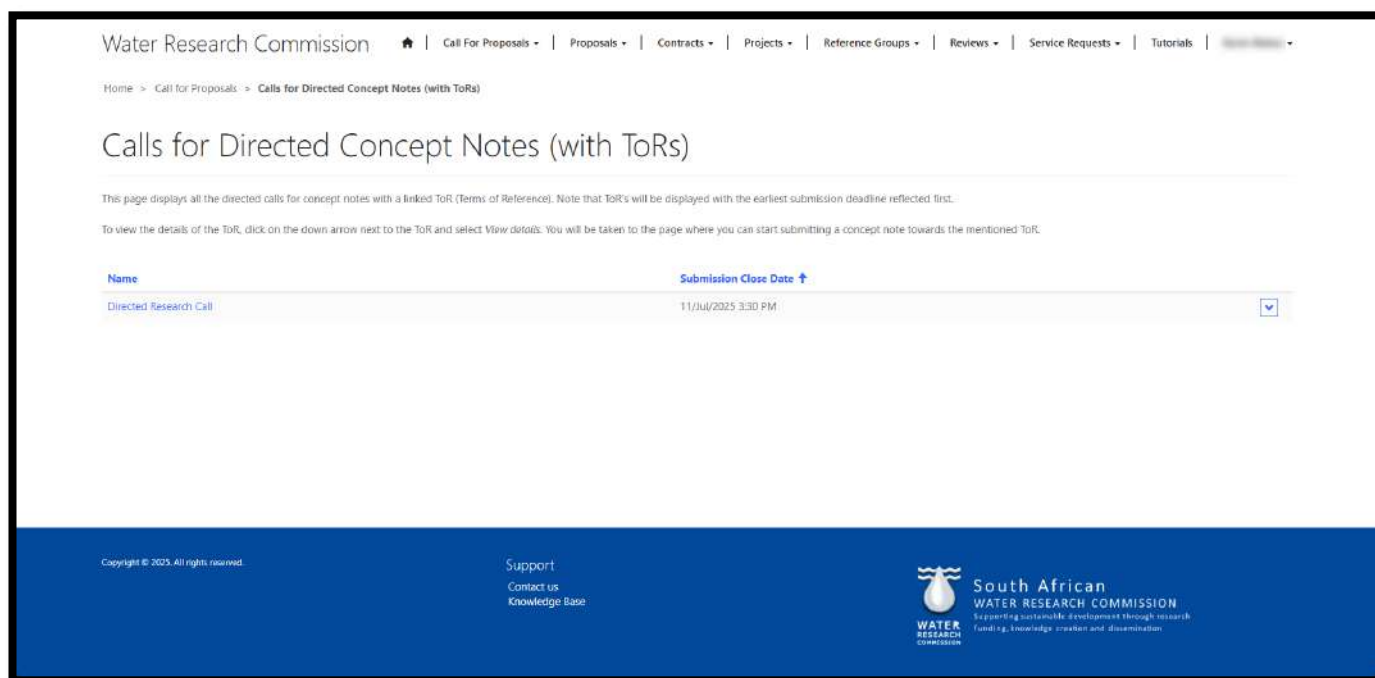 Water Research Commission | Call For Proposals | Proposals | Contracts | Projects | Reference Groups | Reviews | Service Requests | Tutorials |
Home > Call for Proposals > Calls for Directed Concept Notes (with ToRs)
Calls for Directed Concept Notes (with ToRs)
This page displays all the directed calls for concept notes with a linked ToR (Terms of Reference). Note that ToR's will be displayed with the earliest submission deadline reflected first.
To view the details of the ToR, click on the down arrow next to the ToR and select View details. You will be taken to the page where you can start submitting a concept note towards the mentioned ToR.
Name Submission Close Date ↑
Directed Research Call 11/Jul/2025 3:30 PM
Copyright © 2025. All rights reserved.
Support
Contact us
Knowledge Base
WATER
RESEARCH
COMMISSION
South African
WATER RESEARCH COMMISSION
Supporting sustainable development through research
funding, knowledge creation and dissemination